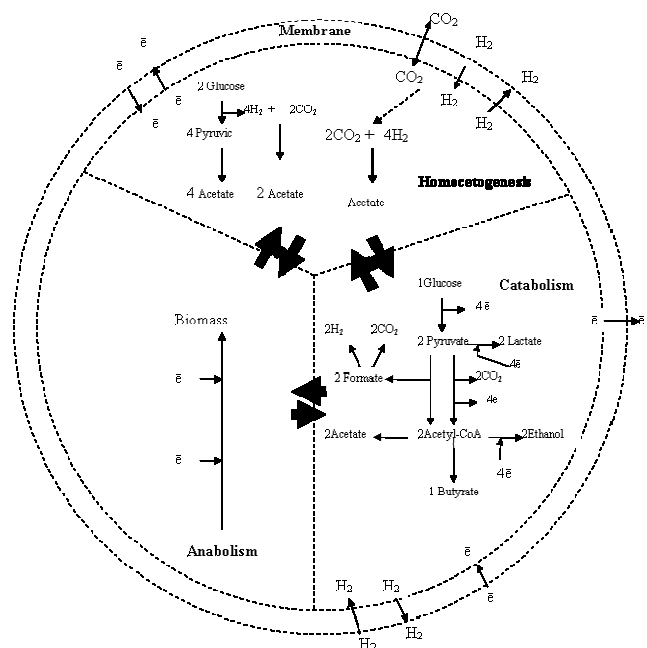 CO₂
Membrane
ē
H₂
ē
CO₂
H₂
2 Glucose
ē
H₂
4H₂ + 2CO₂
ē
H₂
4 Pyruvic
2CO₂ + 4H₂
Homocetogenesis
4 Acetate
2 Acetate
Acetate
1Glucose
Catabolism
4ē
Biomass
2H₂
2CO₂
ē
ē
2 Pyruvate
2 Lactate
4ē
ē
2 Formate
2CO₂
4e
2Acetate
2Acetyl-CoA
2Ethanol
ē
4ē
1 Butyrate
Anabolism
ē
H₂
H₂
ē
H₂
H₂